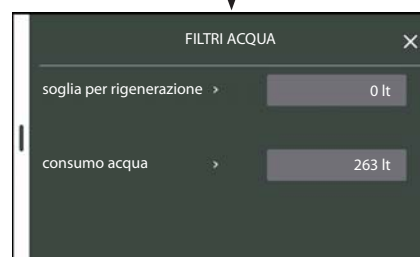 FILTRI ACQUA ×
soglia per rigenerazione › 0 lt
consumo acqua › 263 lt